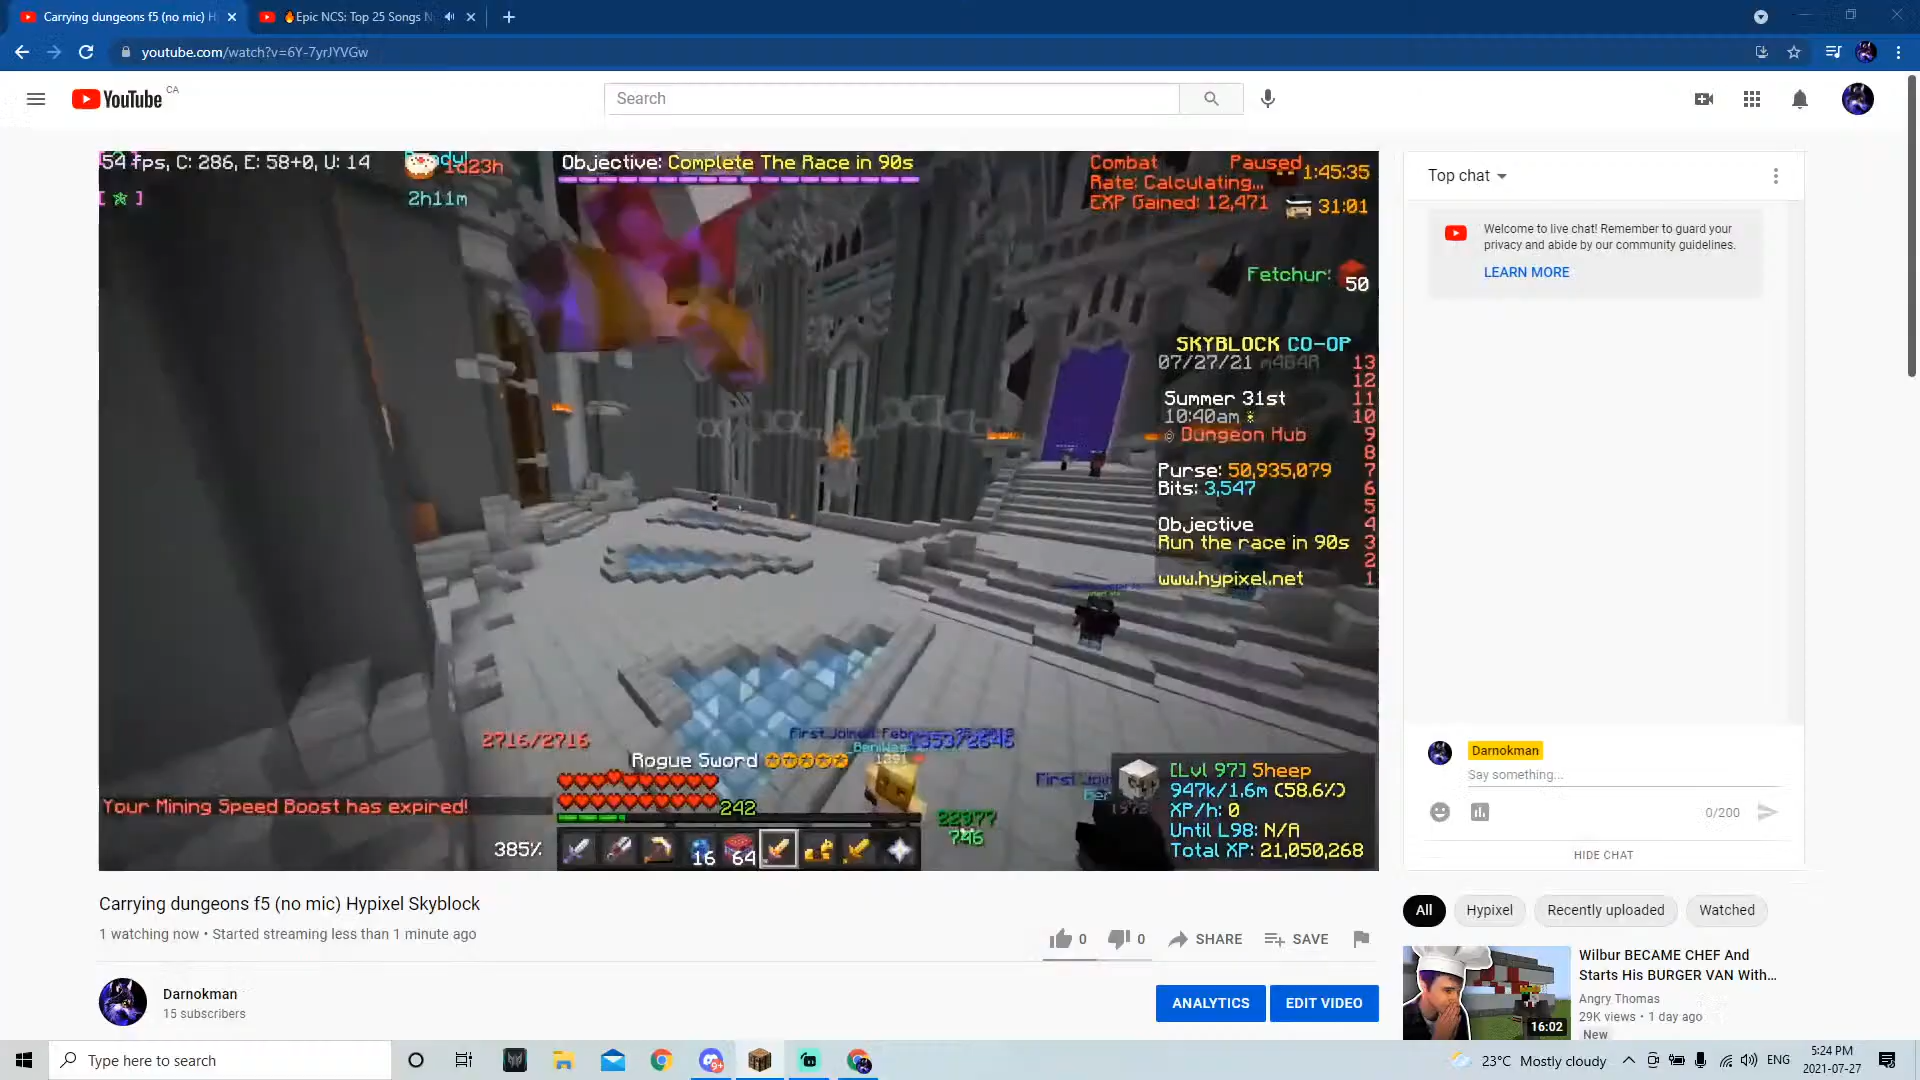 Carrying dungeons f5 (no mic) H
Epic NCS: Top 25 Songs N
youtube.com/watch?v=6Y-7yrJYVGw
YouTube CA
Search
54 fps, C: 286, E: 58+0, U: 14
1d23h
2h11m
Objective: Complete The Race in 90s
Combat Paused
Rate: Calculating...
EXP Gained: 12,471
1:45:35
31:01
Fetchur:
50
SKYBLOCK CO-OP
07/27/21 m484A 13
12
Summer 31st 11
10:40am 10
Dungeon Hub 9
8
Purse: 50,935,079 7
Bits: 3,547 6
5
Objective 4
Run the race in 90s 3
2
www.hypixel.net 1
2716/2716
First Joined:
Rogue Sword ✪✪✪✪✪
242
Your Mining Speed Boost has expired!
385%
16
64
746
[Lvl 97] Sheep
947k/1.6m (58.6%)
XP/h: 0
Until L98: N/A
Total XP: 21,050,268
Top chat
Welcome to live chat! Remember to guard your
privacy and abide by our community guidelines.
LEARN MORE
Darnokman
Say something...
0/200
HIDE CHAT
Carrying dungeons f5 (no mic) Hypixel Skyblock
1 watching now • Started streaming less than 1 minute ago
0
0
SHARE
SAVE
Darnokman
15 subscribers
ANALYTICS
EDIT VIDEO
All
Hypixel
Recently uploaded
Watched
Wilbur BECAME CHEF And
Starts His BURGER VAN With...
Angry Thomas
29K views • 1 day ago
New
16:02
Type here to search
23°C Mostly cloudy
ENG
5:24 PM
2021-07-27